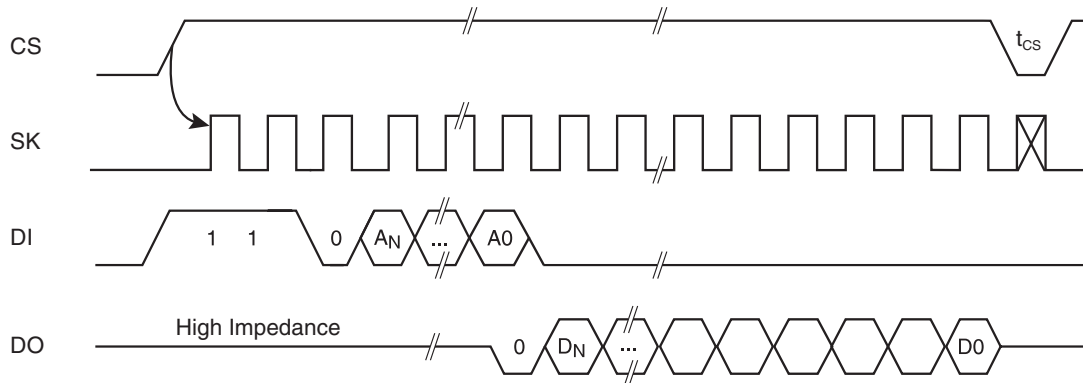 CS tCS
SK
DI 1 1 0 AN ... A0
High Impedance
DO 0 DN ... D0